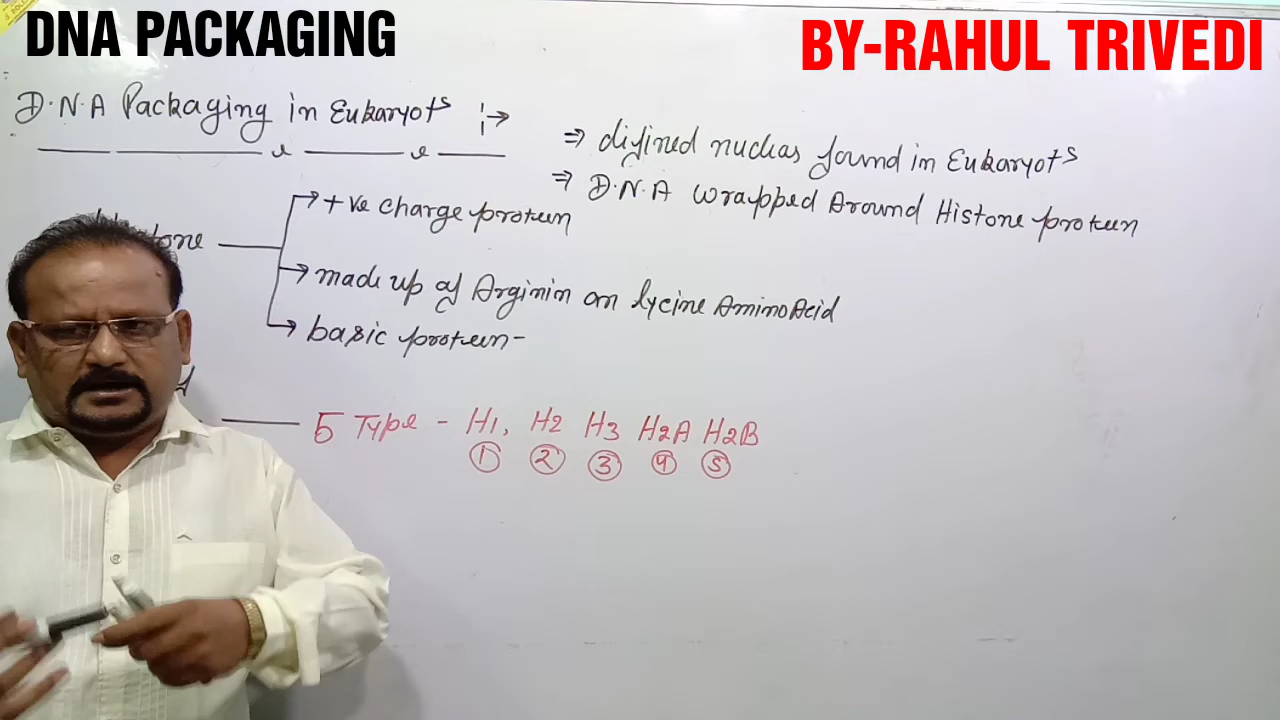 DNA PACKAGING
BY-RAHUL TRIVEDI
D.N.A Packaging in Eukaryots :→
⇒ difined nucleas found in Eukaryots
⇒ D.N.A Wrapped Around Histone protein
→ +ve charge protein
→ made up of Arginin on lycine Amino Acid
→ basic protein-
5 Type - H1, H2 H3 H2A H2B
① ② ③ ④ ⑤